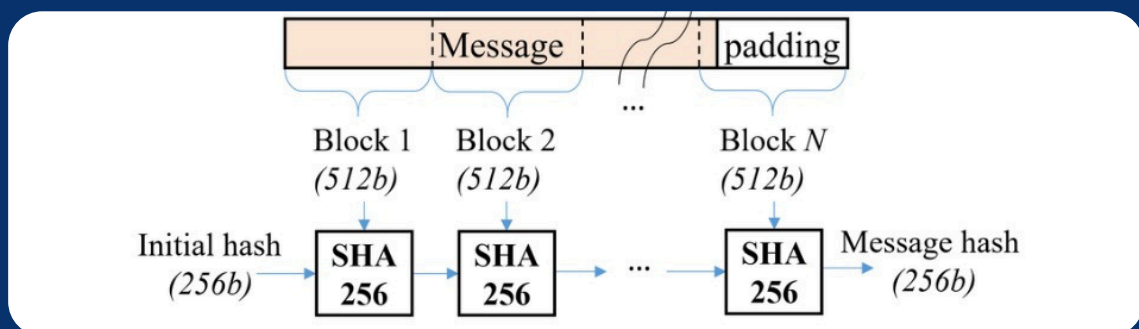 Message padding
...
Block 1 Block 2 Block N
(512b) (512b) (512b)
Initial hash
(256b)
SHA
256
SHA
256
...
SHA
256
Message hash
(256b)